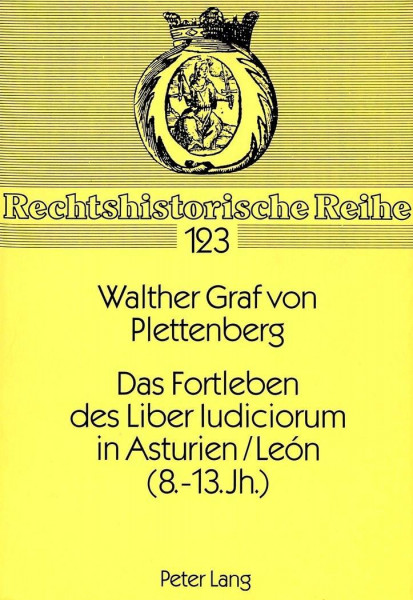 Rechtshistorische Reihe
123
Walther Graf von
Plettenberg
Das Fortleben
des Liber Iudiciorum
in Asturien/León
(8.-13.Jh.)
Peter Lang